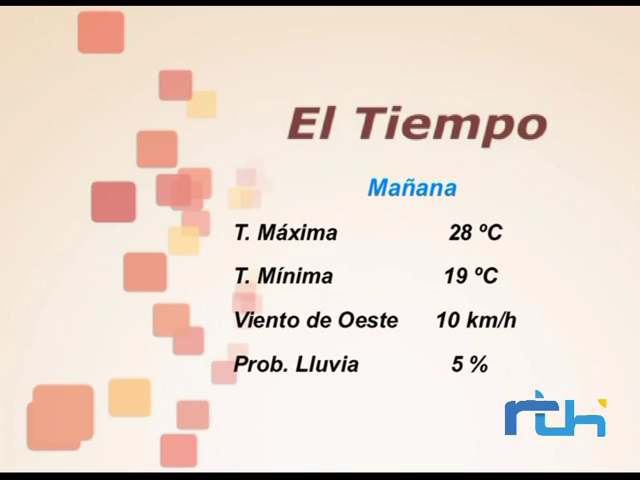 El Tiempo
Mañana
T. Máxima 28 ºC
T. Mínima 19 ºC
Viento de Oeste 10 km/h
Prob. Lluvia 5 %
rth